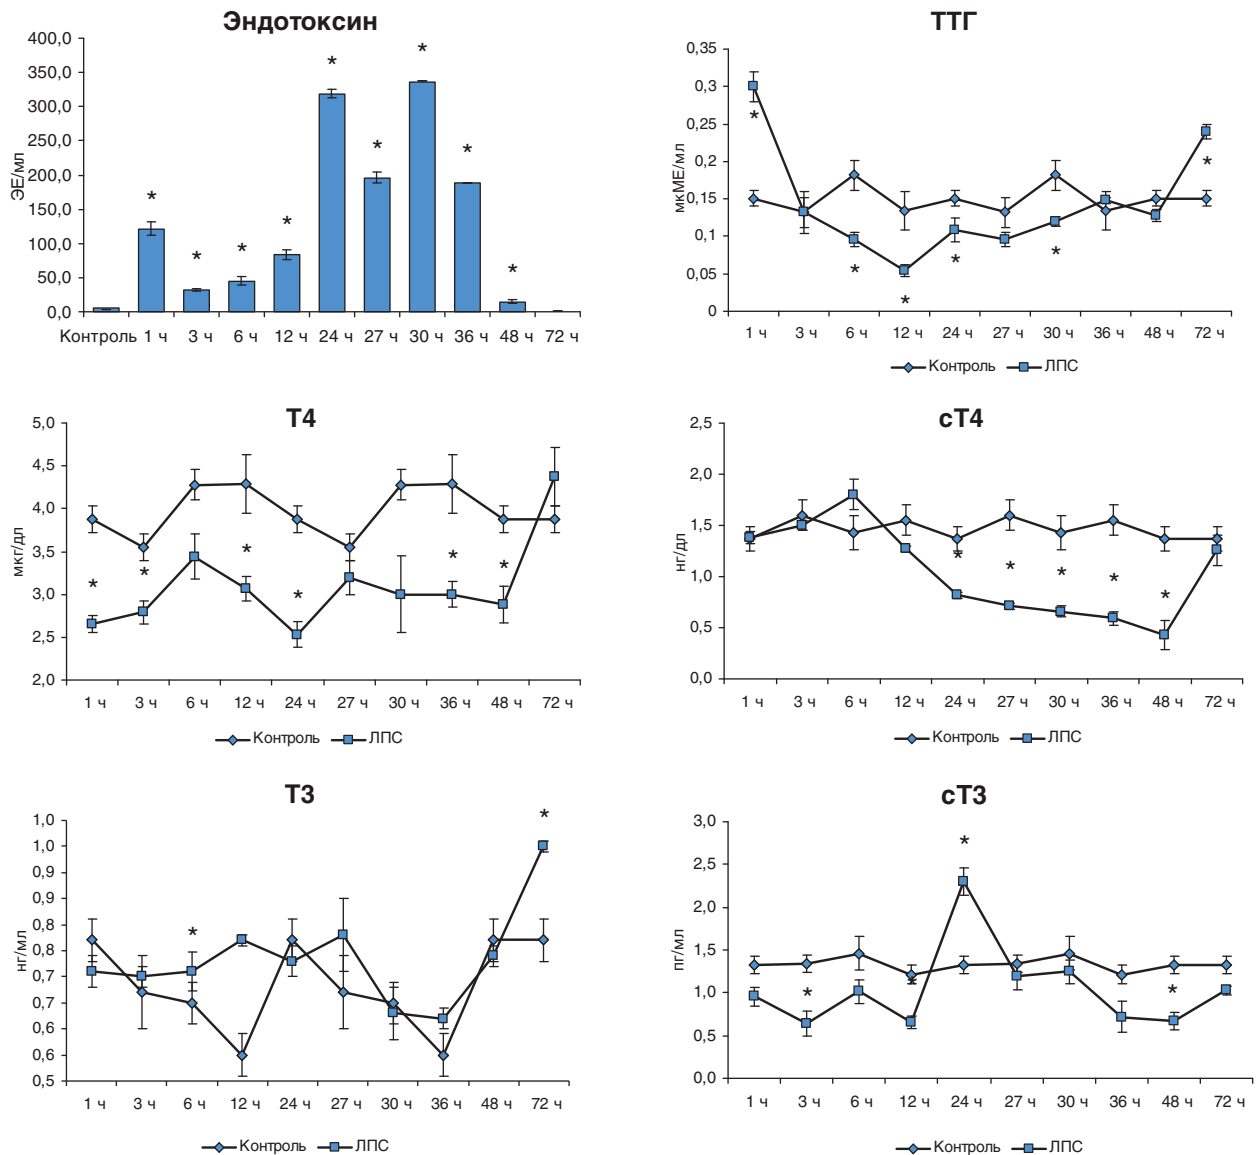 Эндотоксин
ЭЕ/мл
400,0
350,0
300,0
250,0
200,0
150,0
100,0
50,0
0,0
* * * * * * * * *
Контроль 1 ч 3 ч 6 ч 12 ч 24 ч 27 ч 30 ч 36 ч 48 ч 72 ч
ТТГ
мкМЕ/мл
0,35
0,3
0,25
0,2
0,15
0,1
0,05
0
* * * * * *
1 ч 3 ч 6 ч 12 ч 24 ч 27 ч 30 ч 36 ч 48 ч 72 ч
Контроль ЛПС
Т4
мкг/дл
5,0
4,5
4,0
3,5
3,0
2,5
2,0
* * * * * *
1 ч 3 ч 6 ч 12 ч 24 ч 27 ч 30 ч 36 ч 48 ч 72 ч
Контроль ЛПС
сТ4
нг/дл
2,5
2,0
1,5
1,0
0,5
0,0
* * * * *
1 ч 3 ч 6 ч 12 ч 24 ч 27 ч 30 ч 36 ч 48 ч 72 ч
Контроль ЛПС
Т3
нг/мл
1,0
1,0
0,9
0,9
0,8
0,8
0,7
0,7
0,6
0,6
0,5
* *
1 ч 3 ч 6 ч 12 ч 24 ч 27 ч 30 ч 36 ч 48 ч 72 ч
Контроль ЛПС
сТ3
пг/мл
3,0
2,5
2,0
1,5
1,0
0,5
0,0
* * * *
1 ч 3 ч 6 ч 12 ч 24 ч 27 ч 30 ч 36 ч 48 ч 72 ч
Контроль ЛПС